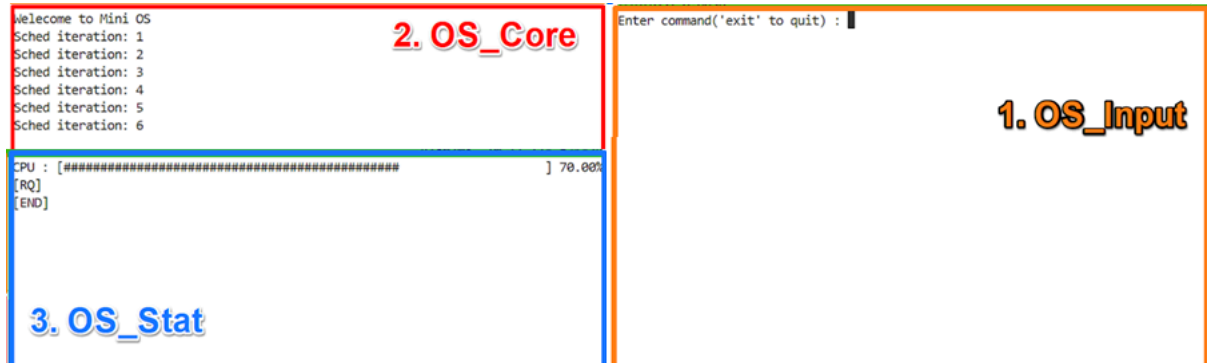 Welecome to Mini OS
Sched iteration: 1
Sched iteration: 2
Sched iteration: 3
Sched iteration: 4
Sched iteration: 5
Sched iteration: 6
2. OS_Core
CPU : [############################################## ] 70.00%
[RQ]
[END]
3. OS_Stat
Enter command('exit' to quit) :
1. OS_Input